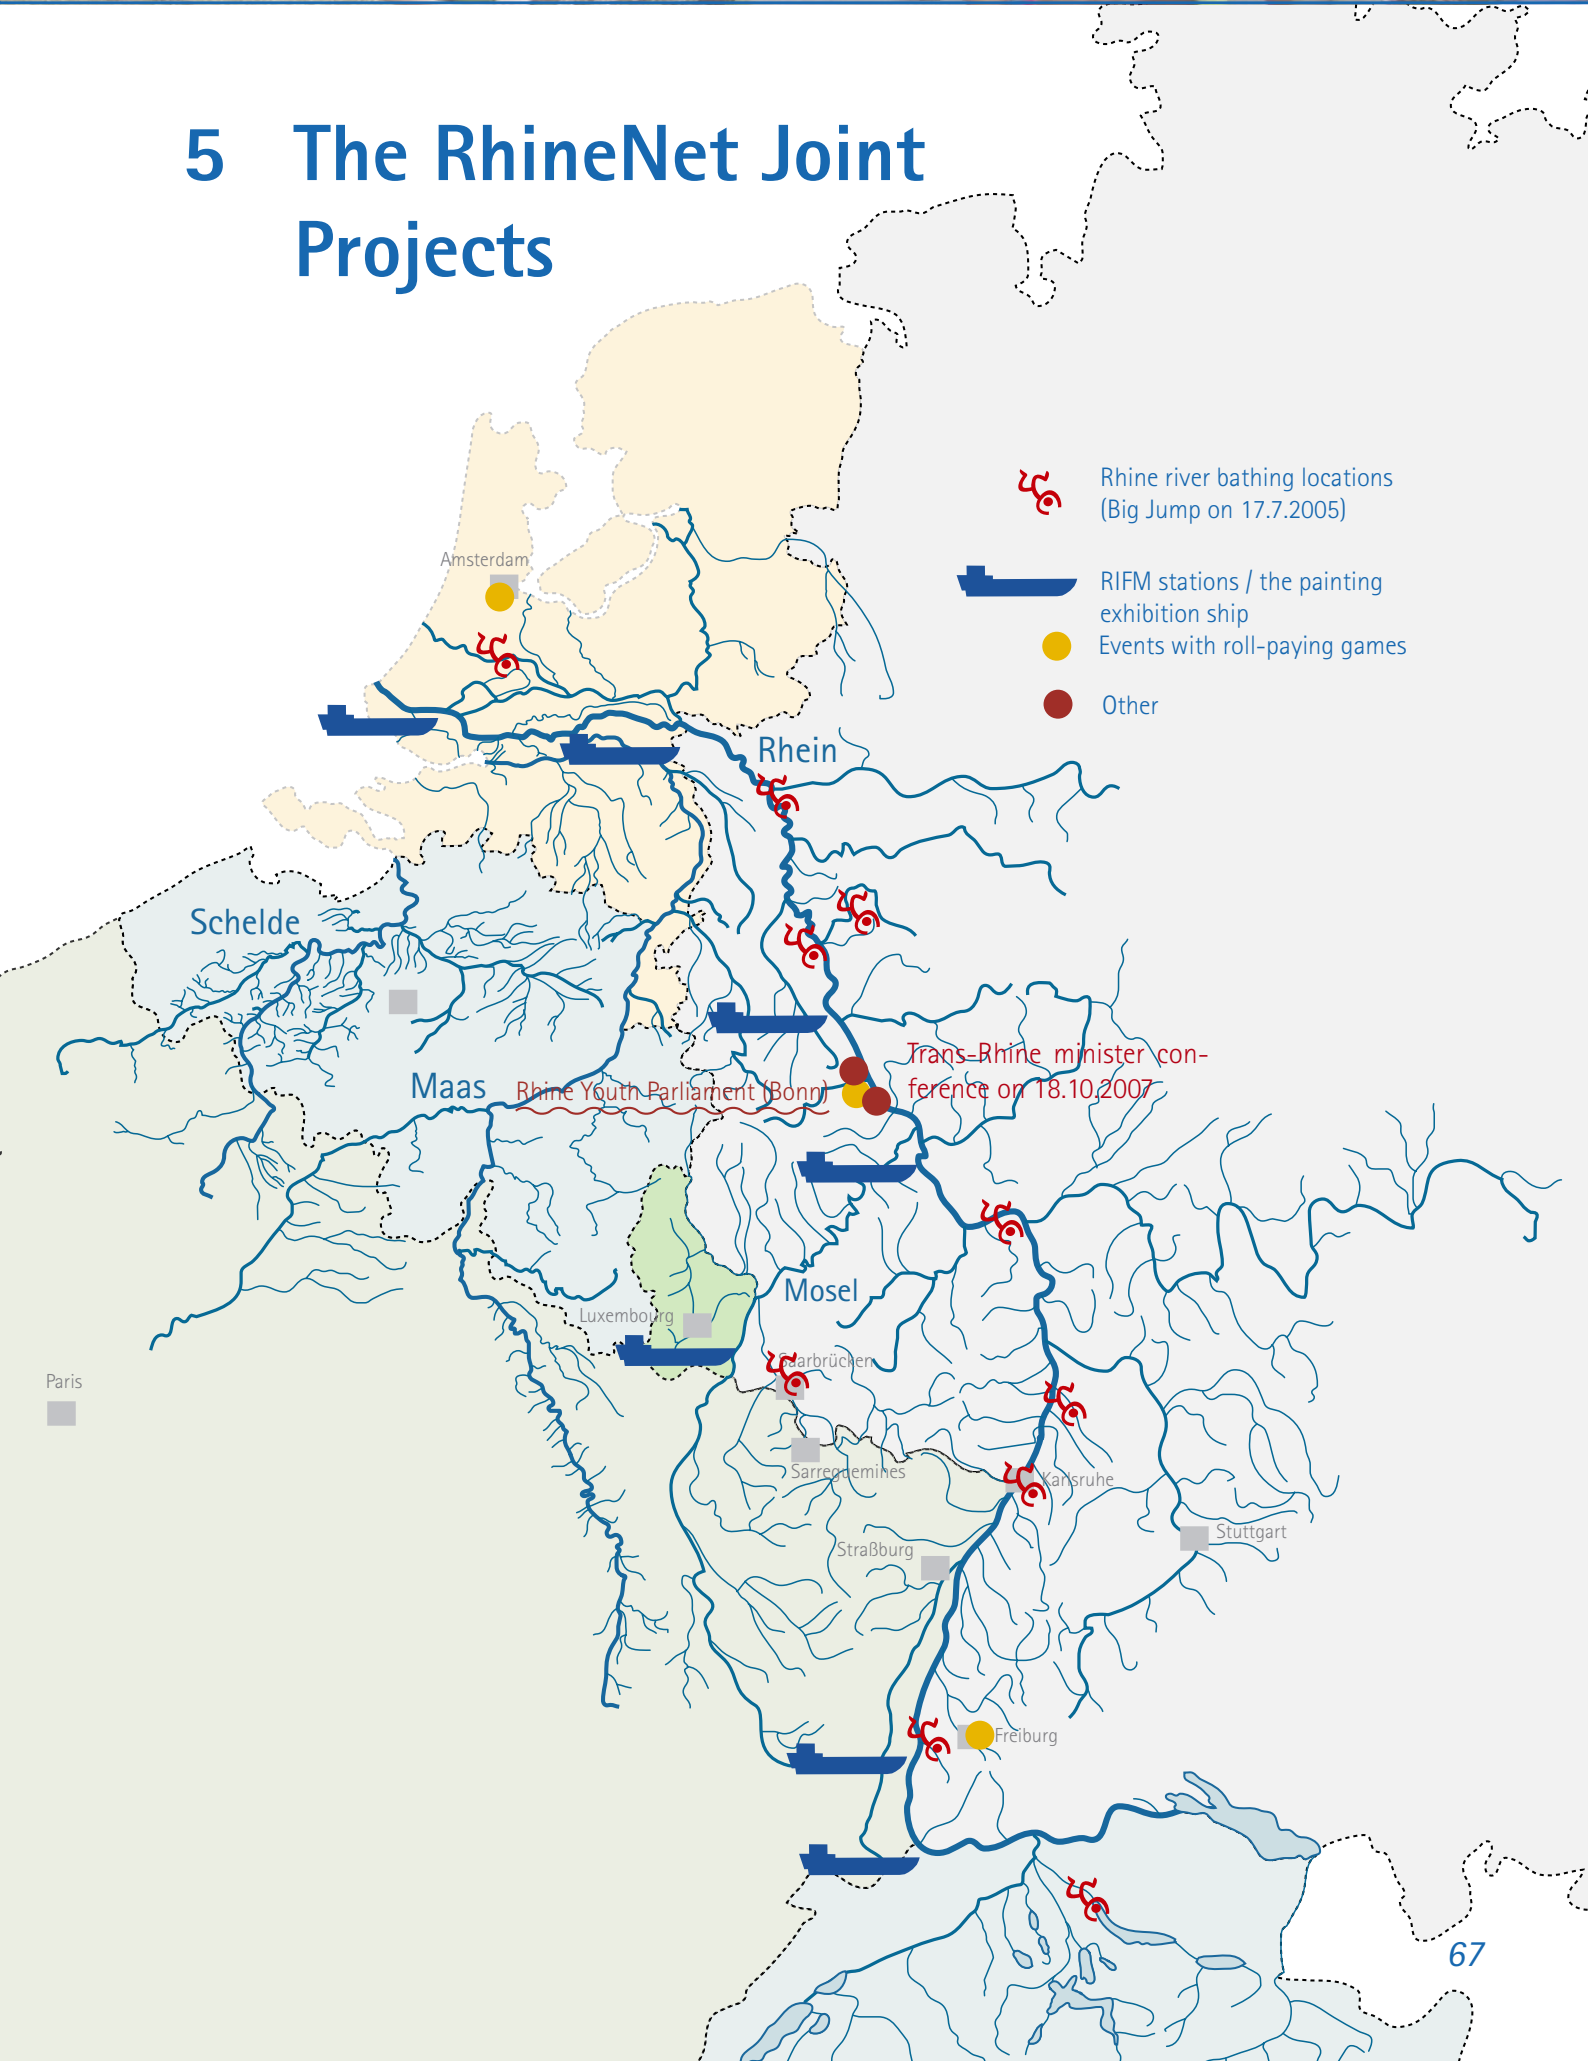 5 The RhineNet Joint
Projects
Rhine river bathing locations
(Big Jump on 17.7.2005)
Amsterdam
RIFM stations / the painting
exhibition ship
Events with roll-paying games
Other
Rhein
Schelde
Trans-Rhine minister con-
ference on 18.10.2007
Maas
Rhine Youth Parliament (Bonn)
Mosel
Luxembourg
Saarbrücken
Paris
Sarreguemines
Karlsruhe
Stuttgart
Straßburg
Freiburg
67